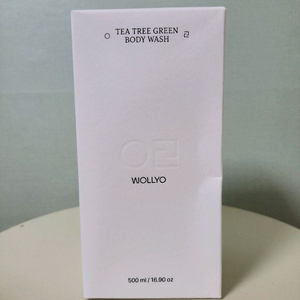 TEA TREE GREEN
BODY WASH
WOLLYO
500 ml / 16.90 oz